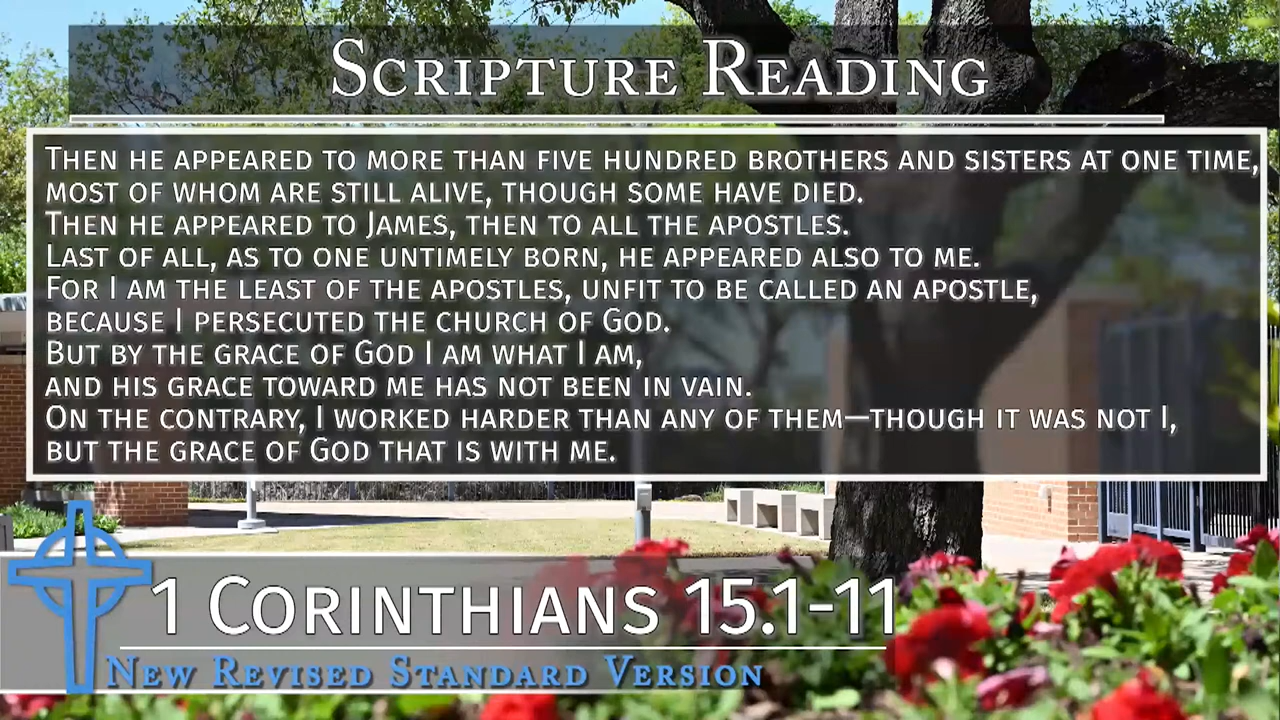 Scripture Reading
Then he appeared to more than five hundred brothers and sisters at one time,
most of whom are still alive, though some have died.
Then he appeared to James, then to all the apostles.
Last of all, as to one untimely born, he appeared also to me.
For I am the least of the apostles, unfit to be called an apostle,
because I persecuted the church of God.
But by the grace of God I am what I am,
and his grace toward me has not been in vain.
On the contrary, I worked harder than any of them—though it was not I,
but the grace of God that is with me.
1 Corinthians 15.1-11
New Revised Standard Version